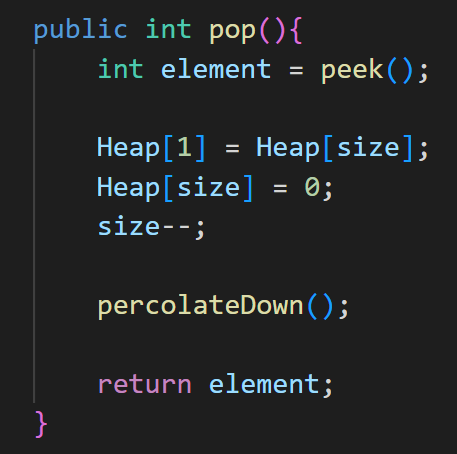 public int pop(){
    int element = peek();

    Heap[1] = Heap[size];
    Heap[size] = 0;
    size--;

    percolateDown();

    return element;
}